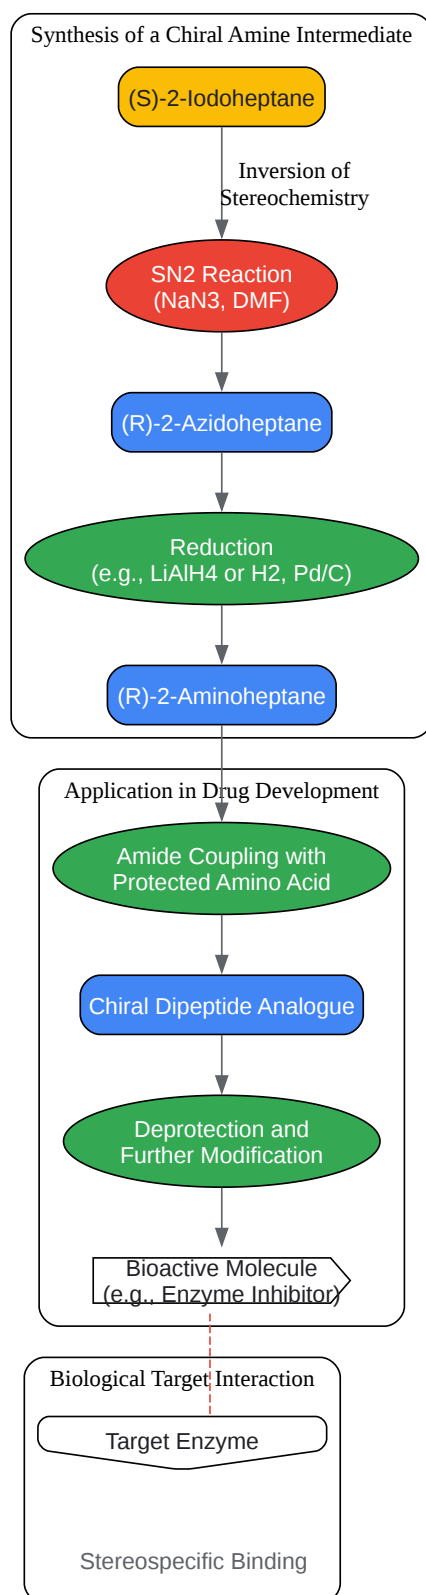 Synthesis of a Chiral Amine Intermediate
(S)-2-Iodoheptane
Inversion of
Stereochemistry
SN2 Reaction
(NaN3, DMF)
(R)-2-Azidoheptane
Reduction
(e.g., LiAlH4 or H2, Pd/C)
(R)-2-Aminoheptane
Application in Drug Development
Amide Coupling with
Protected Amino Acid
Chiral Dipeptide Analogue
Deprotection and
Further Modification
Bioactive Molecule
(e.g., Enzyme Inhibitor)
Biological Target Interaction
Target Enzyme
Stereospecific Binding